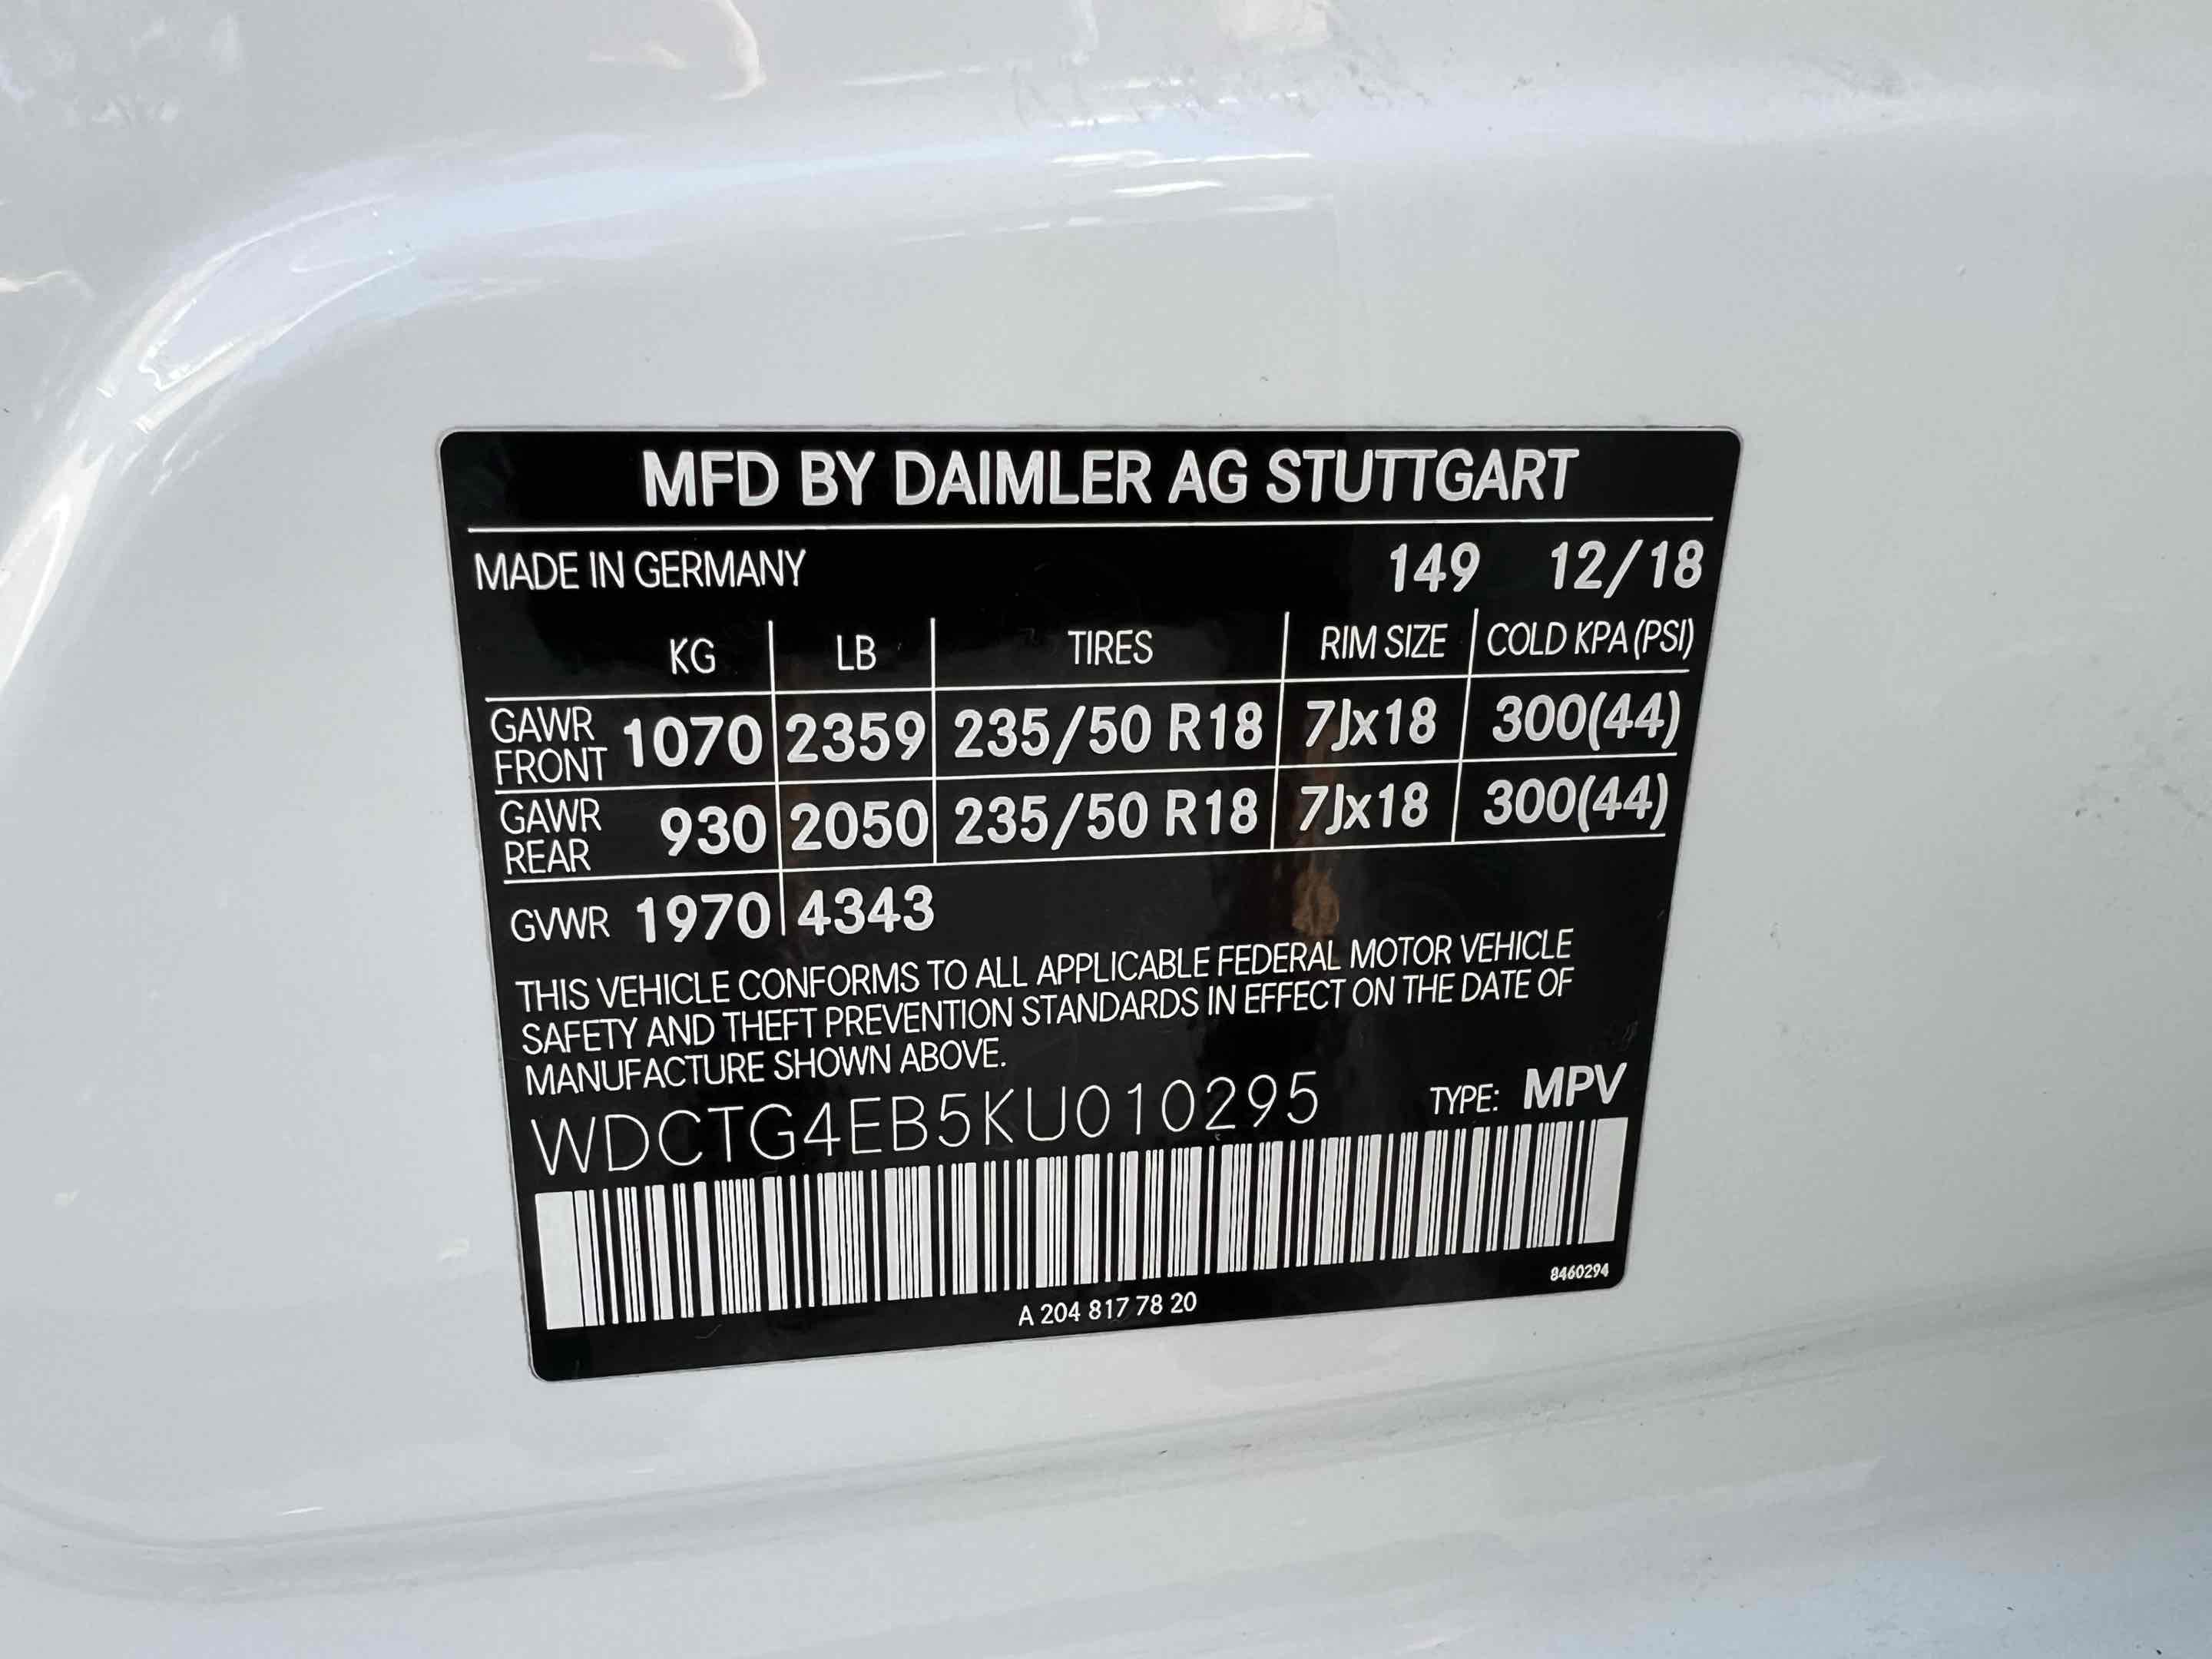 MFD BY DAIMLER AG STUTTGART
MADE IN GERMANY 149 12/18
KG LB TIRES RIM SIZE COLD KPA (PSI)
GAWR FRONT 1070 2359 235/50 R18 7Jx18 300(44)
GAWR REAR 930 2050 235/50 R18 7Jx18 300(44)
GVWR 1970 4343
THIS VEHICLE CONFORMS TO ALL APPLICABLE FEDERAL MOTOR VEHICLE
SAFETY AND THEFT PREVENTION STANDARDS IN EFFECT ON THE DATE OF
MANUFACTURE SHOWN ABOVE.
WDCTG4EB5KU010295 TYPE: MPV
8460294
A 204 817 78 20